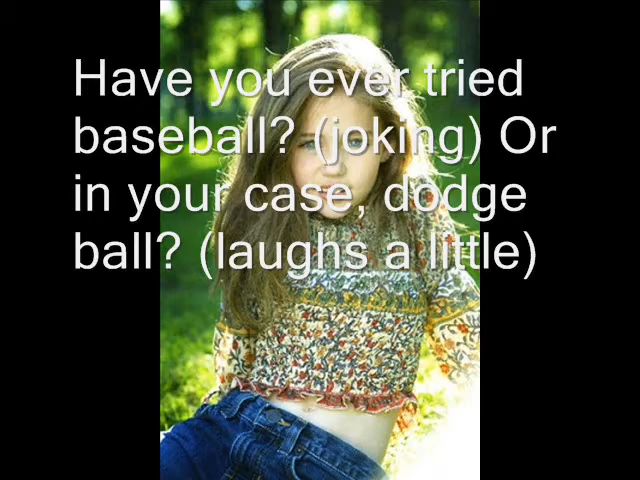 Have you ever tried
baseball? (joking) Or
in your case, dodge
ball? (laughs a little)